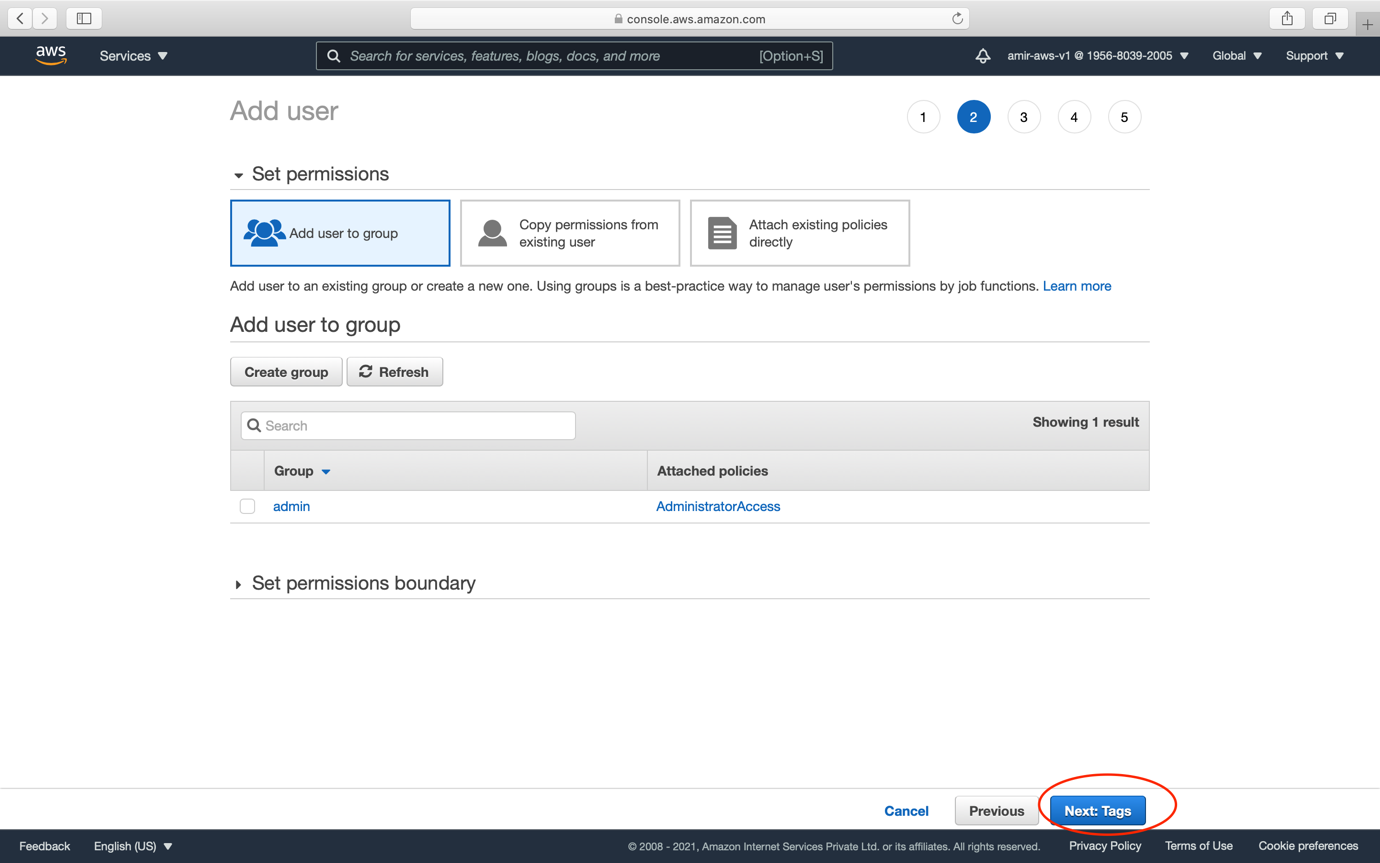 console.aws.amazon.com
aws
Services
Search for services, features, blogs, docs, and more
[Option+S]
amir-aws-v1 @ 1956-8039-2005
Global
Support
Add user
1
2
3
4
5
Set permissions
Add user to group
Copy permissions from
existing user
Attach existing policies
directly
Add user to an existing group or create a new one. Using groups is a best-practice way to manage user's permissions by job functions. Learn more
Add user to group
Create group
Refresh
Search
Showing 1 result
Group
Attached policies
admin
AdministratorAccess
Set permissions boundary
Cancel
Previous
Next: Tags
Feedback
English (US)
© 2008 - 2021, Amazon Internet Services Private Ltd. or its affiliates. All rights reserved.
Privacy Policy
Terms of Use
Cookie preferences